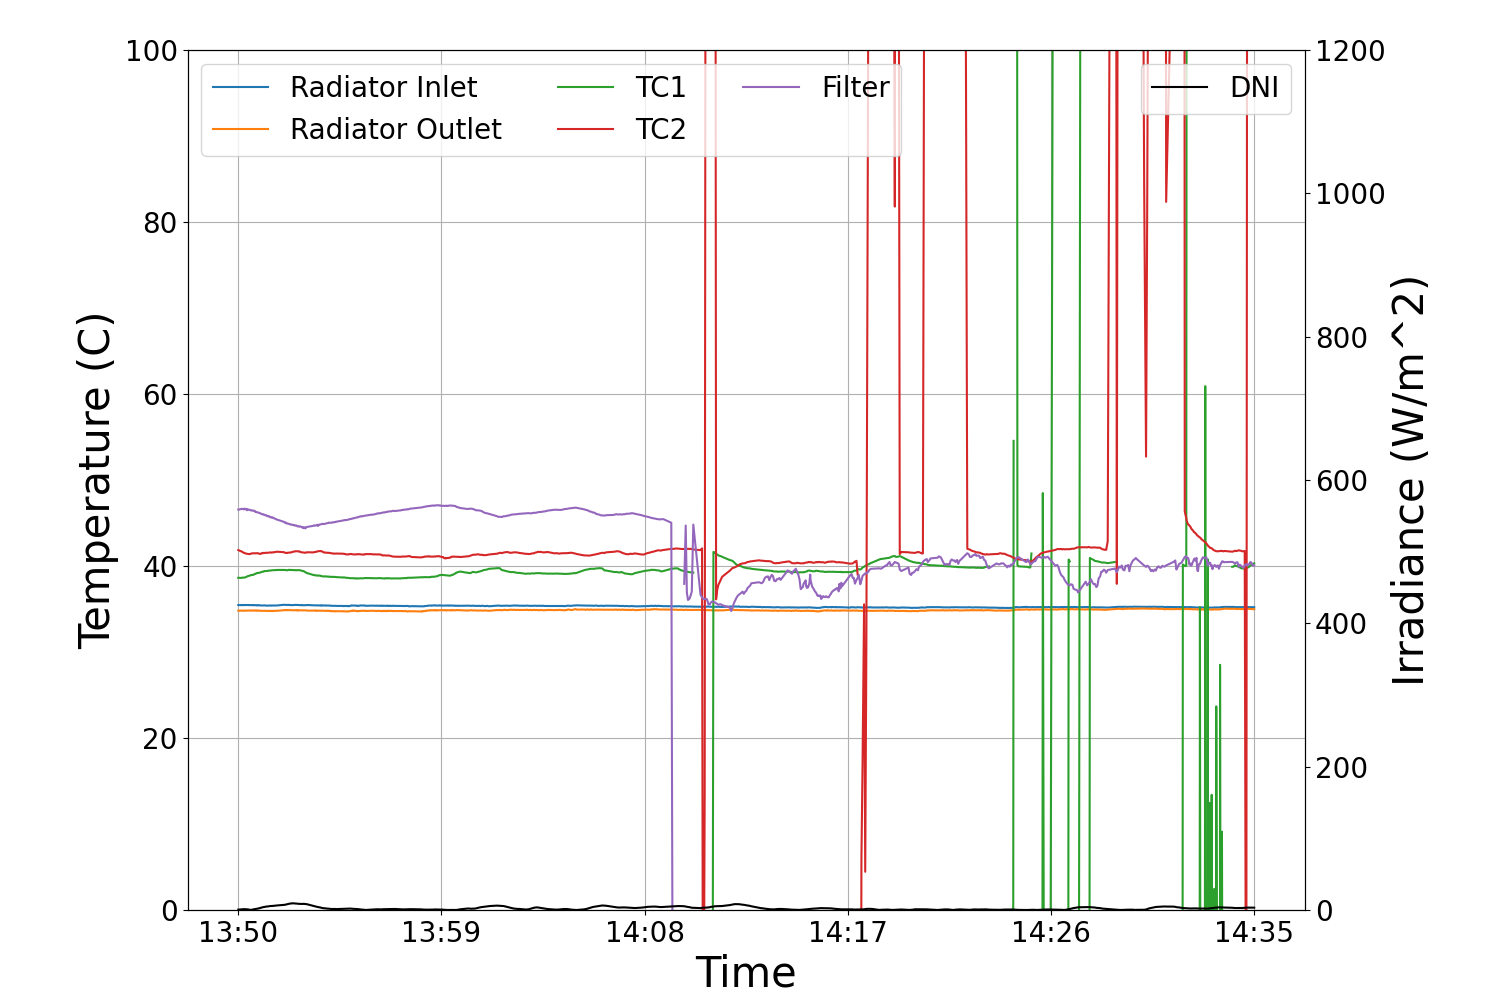 100
80
60
40
20
0
Temperature (C)
Radiator Inlet
Radiator Outlet
TC1
TC2
Filter
DNI
1200
1000
800
600
400
200
0
Irradiance (W/m^2)
13:50 13:59 14:08 14:17 14:26 14:35
Time